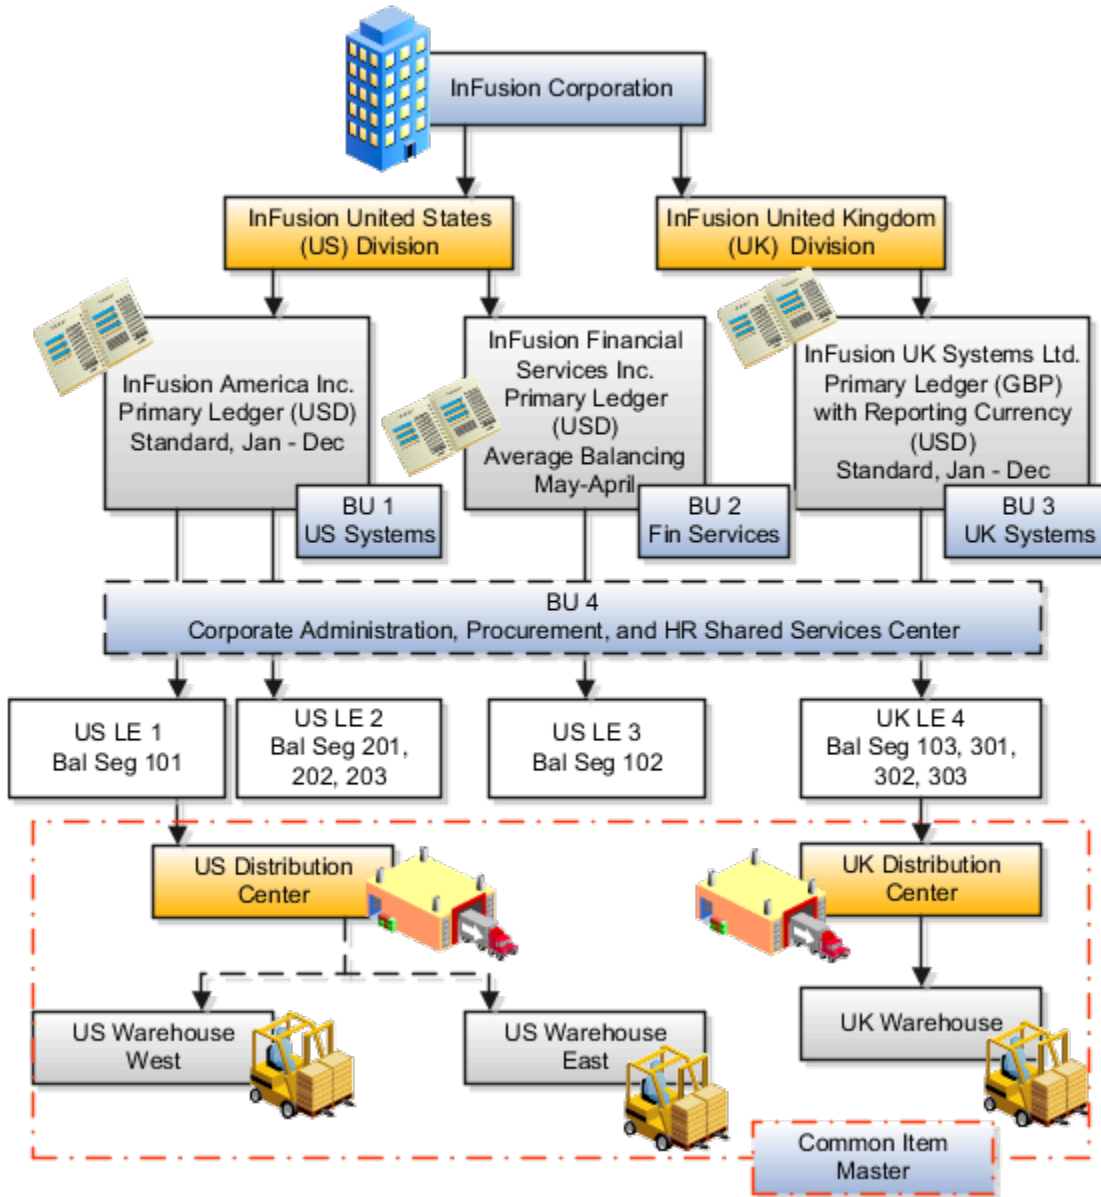 InFusion Corporation
InFusion United States
(US) Division
InFusion United Kingdom
(UK) Division
InFusion America Inc.
Primary Ledger (USD)
Standard, Jan - Dec
InFusion Financial
Services Inc.
Primary Ledger
(USD)
Average Balancing
May-April
InFusion UK Systems Ltd.
Primary Ledger (GBP)
with Reporting Currency
(USD)
Standard, Jan - Dec
BU 1
US Systems
BU 2
Fin Services
BU 3
UK Systems
BU 4
Corporate Administration, Procurement, and HR Shared Services Center
US LE 1
Bal Seg 101
US LE 2
Bal Seg 201,
202, 203
US LE 3
Bal Seg 102
UK LE 4
Bal Seg 103, 301,
302, 303
US Distribution
Center
UK Distribution
Center
US Warehouse
West
US Warehouse
East
UK Warehouse
Common Item
Master